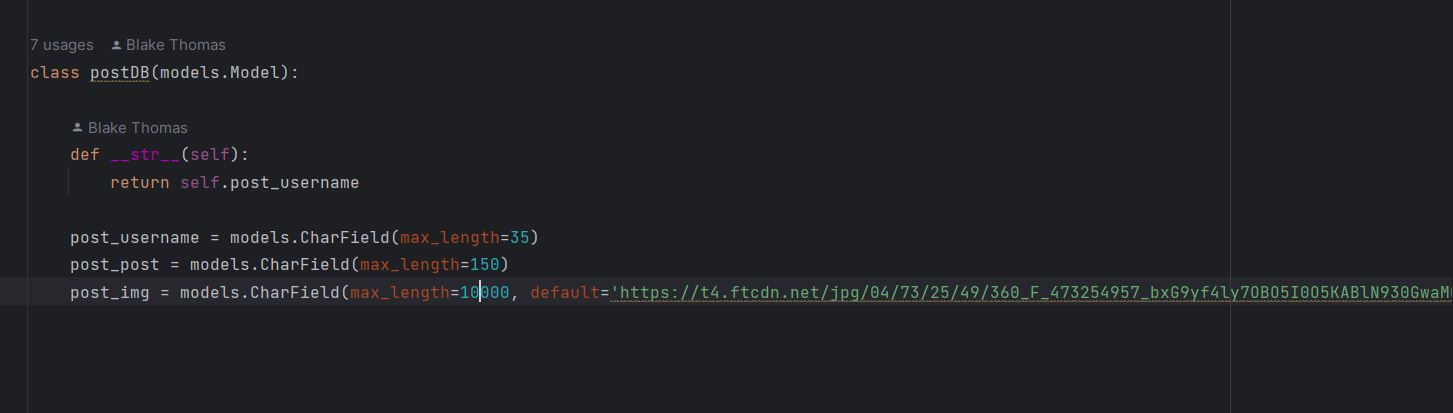 7 usages Blake Thomas
class postDB(models.Model):
Blake Thomas
def __str__(self):
return self.post_username
post_username = models.CharField(max_length=35)
post_post = models.CharField(max_length=150)
post_img = models.CharField(max_length=10000, default='https://t4.ftcdn.net/jpg/04/73/25/49/360_F_473254957_bxG9yf4ly7OBO5I0O5KABlN930GwaM